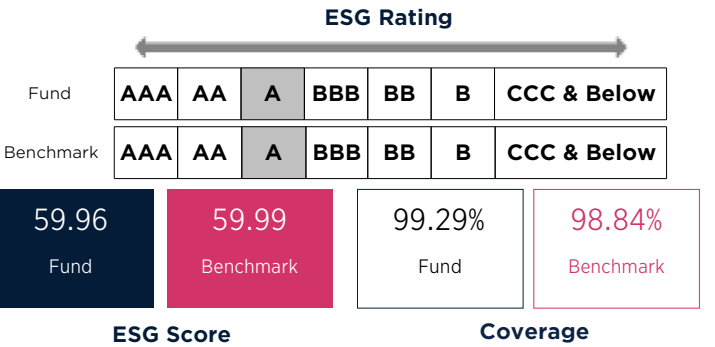 ESG Rating
Fund AAA AA A BBB BB B CCC & Below
Benchmark AAA AA A BBB BB B CCC & Below
59.96 59.99 99.29% 98.84%
Fund Benchmark Fund Benchmark
ESG Score Coverage